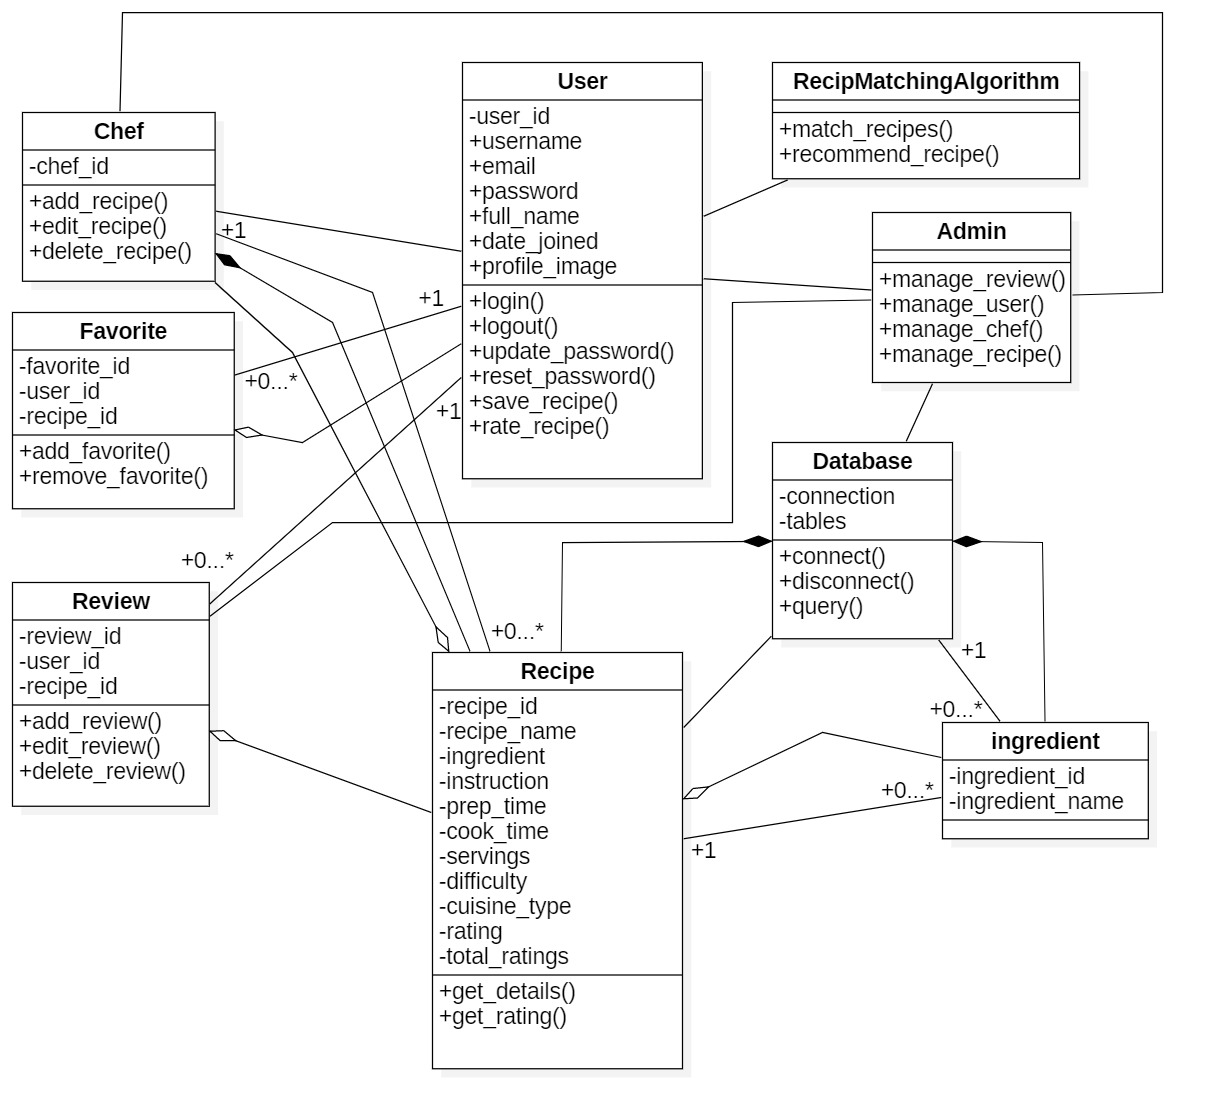 Chef
-chef_id
+add_recipe()
+edit_recipe()
+delete_recipe()
User
-user_id
+username
+email
+password
+full_name
+date_joined
+profile_image
+login()
+logout()
+update_password()
+reset_password()
+save_recipe()
+rate_recipe()
RecipMatchingAlgorithm
+match_recipes()
+recommend_recipe()
Admin
+manage_review()
+manage_user()
+manage_chef()
+manage_recipe()
+1
+1
+0...*
+1
Favorite
-favorite_id
-user_id
-recipe_id
+add_favorite()
+remove_favorite()
Database
-connection
-tables
+connect()
+disconnect()
+query()
+0...*
Review
-review_id
-user_id
-recipe_id
+add_review()
+edit_review()
+delete_review()
+0...*
Recipe
-recipe_id
-recipe_name
-ingredient
-instruction
-prep_time
-cook_time
-servings
-difficulty
-cuisine_type
-rating
-total_ratings
+get_details()
+get_rating()
+1
+0...*
ingredient
-ingredient_id
-ingredient_name
+0...*
+1